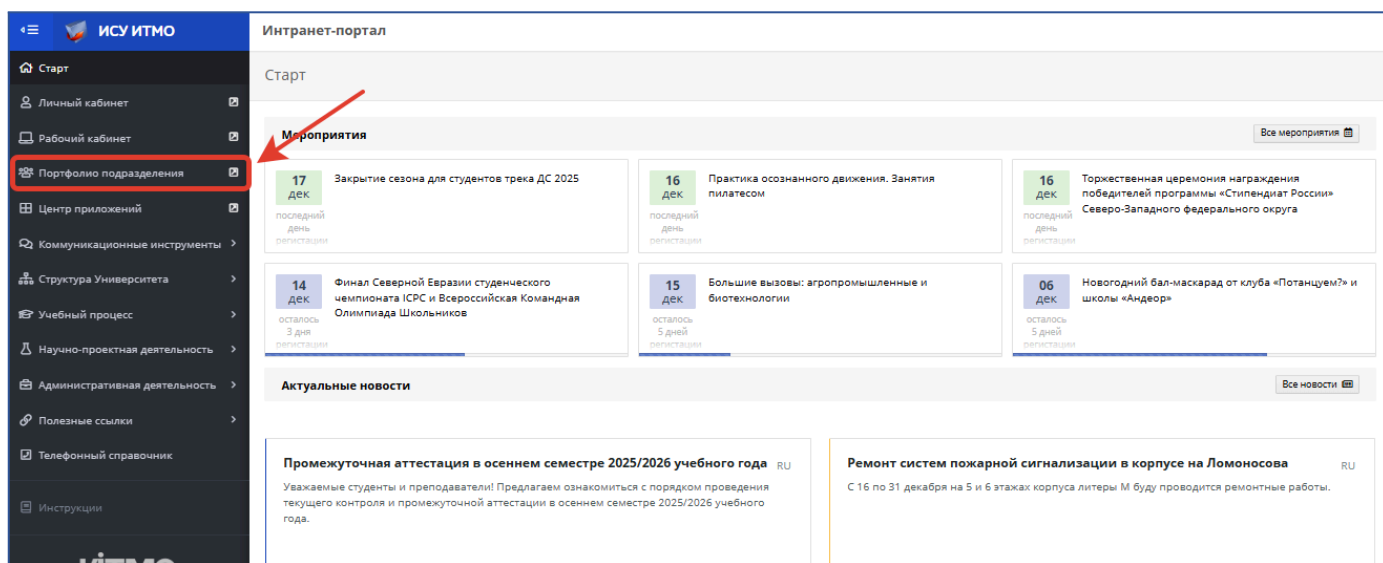 ИСУ ИТМО
Интранет-портал
Старт
Личный кабинет
Рабочий кабинет
Портфолио подразделения
Центр приложений
Коммуникационные инструменты
Структура Университета
Учебный процесс
Научно-проектная деятельность
Административная деятельность
Полезные ссылки
Телефонный справочник
Инструкции
Старт
Мероприятия
Все мероприятия
17
дек
последний
день
регистации
Закрытие сезона для студентов трека ДС 2025
16
дек
последний
день
регистации
Практика осознанного движения. Занятия
пилатесом
16
дек
последний
день
регистации
Торжественная церемония награждения
победителей программы «Стипендиат России»
Северо-Западного федерального округа
14
дек
осталось
3 дня
регистации
Финал Северной Евразии студенческого
чемпионата ICPC и Всероссийская Командная
Олимпиада Школьников
15
дек
осталось
5 дней
регистации
Большие вызовы: агропромышленные и
биотехнологии
06
дек
осталось
5 дней
регистации
Новогодний бал-маскарад от клуба «Потанцуем?» и
школы «Андеор»
Актуальные новости
Все новости
Промежуточная аттестация в осеннем семестре 2025/2026 учебного года RU
Уважаемые студенты и преподаватели! Предлагаем ознакомиться с порядком проведения
текущего контроля и промежуточной аттестации в осеннем семестре 2025/2026 учебного
года.
Ремонт систем пожарной сигнализации в корпусе на Ломоносова RU
С 16 по 31 декабря на 5 и 6 этажах корпуса литеры М буду проводится ремонтные работы.